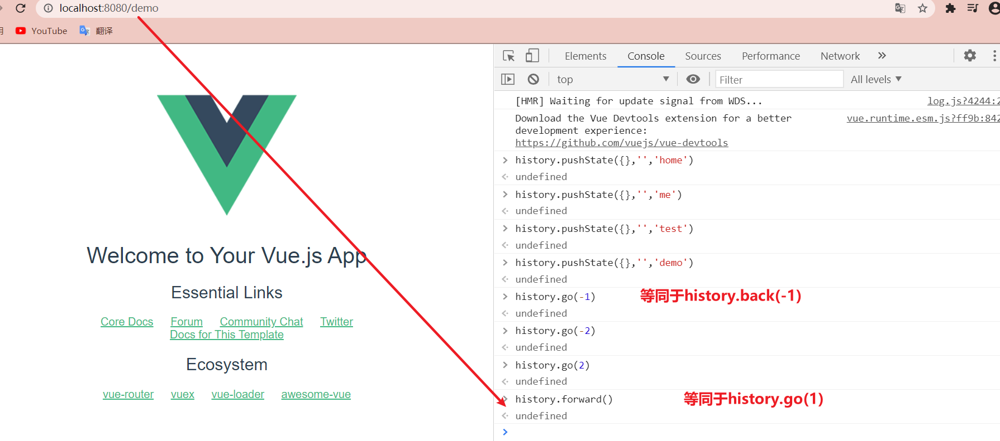 localhost:8080/demo
YouTube 翻译
Elements Console Sources Performance Network
top Filter All levels
[HMR] Waiting for update signal from WDS... log.js?4244:2
Download the Vue Devtools extension for a better vue.runtime.esm.js?ff9b:842
development experience:
https://github.com/vuejs/vue-devtools
history.pushState({},'','home')
undefined
history.pushState({},'','me')
undefined
history.pushState({},'','test')
undefined
history.pushState({},'','demo')
undefined
history.go(-1) 等同于history.back(-1)
undefined
history.go(-2)
undefined
history.go(2)
undefined
history.forward() 等同于history.go(1)
undefined
Welcome to Your Vue.js App
Essential Links
Core Docs Forum Community Chat Twitter
Docs for This Template
Ecosystem
vue-router vuex vue-loader awesome-vue